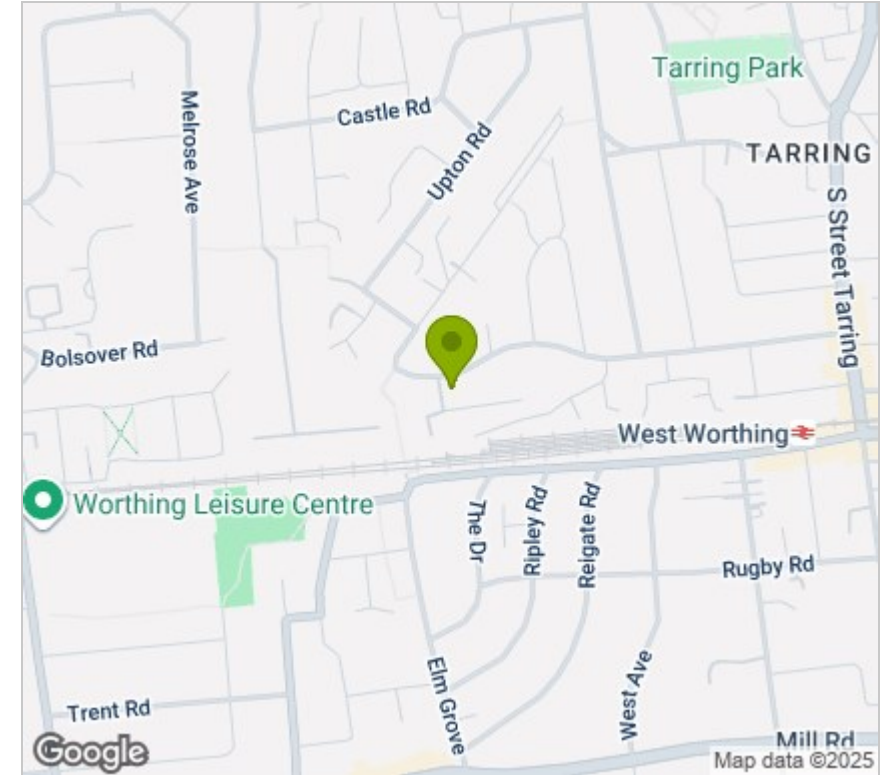 Tarring Park
Melrose Ave
Castle Rd
Upton Rd
TARRING
S Street Tarring
Bolsover Rd
West Worthing
Worthing Leisure Centre
The Dr
Ripley Rd
Reigate Rd
Rugby Rd
Elm Grove
West Ave
Trent Rd
Mill Rd
Google
Map data ©2025